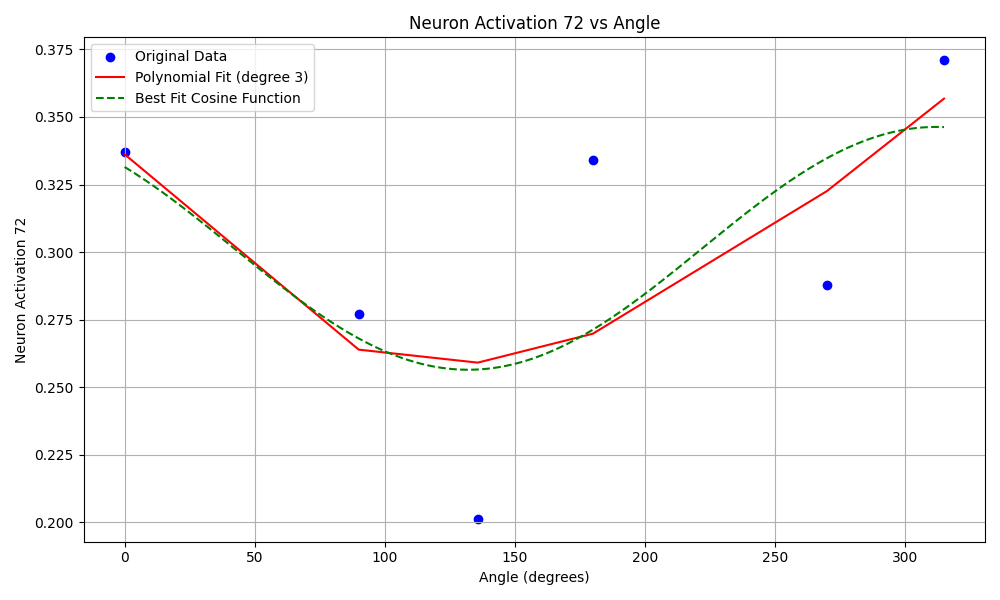 Neuron Activation 72 vs Angle
Original Data
Polynomial Fit (degree 3)
Best Fit Cosine Function
0.375
0.350
0.325
0.300
0.275
0.250
0.225
0.200
Neuron Activation 72
0
50
100
150
200
250
300
Angle (degrees)